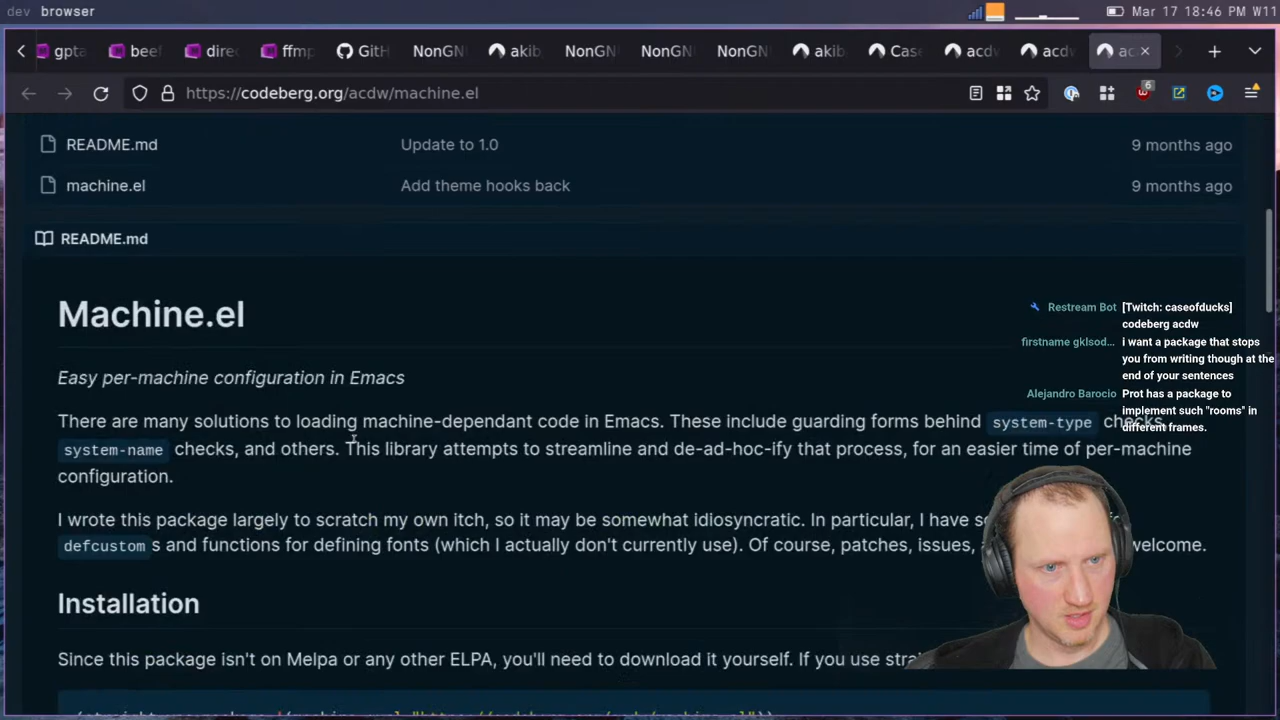 dev browser
Mar 17 18:46 PM W11
gpta beef direc ffmp GitH NonGN akib NonGN NonGN NonGN akib Case acdw acdw ac
https://codeberg.org/acdw/machine.el
6
README.md Update to 1.0 9 months ago
machine.el Add theme hooks back 9 months ago
README.md
Machine.el
Easy per-machine configuration in Emacs
There are many solutions to loading machine-dependant code in Emacs. These include guarding forms behind system-type checks,
system-name checks, and others. This library attempts to streamline and de-ad-hoc-ify that process, for an easier time of per-machine
configuration.
I wrote this package largely to scratch my own itch, so it may be somewhat idiosyncratic. In particular, I have
defcustoms and functions for defining fonts (which I actually don't currently use). Of course, patches, issues, welcome.
Installation
Since this package isn't on Melpa or any other ELPA, you'll need to download it yourself. If you use
Restream Bot [Twitch: caseofducks]
codeberg acdw
firstname gklsod... i want a package that stops
you from writing though at the
end of your sentences
Alejandro Barocio Prot has a package to
implement such "rooms" in
different frames.